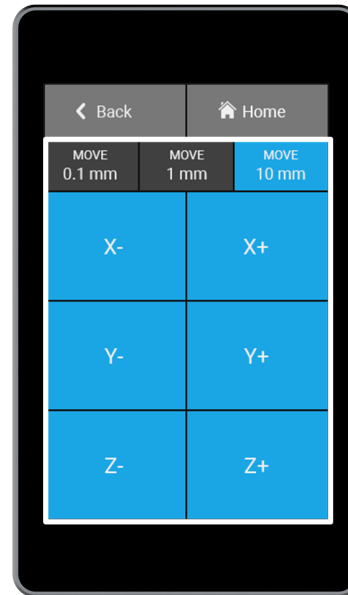 Back
Home
MOVE
0.1 mm
MOVE
1 mm
MOVE
10 mm
X-
X+
Y-
Y+
Z-
Z+